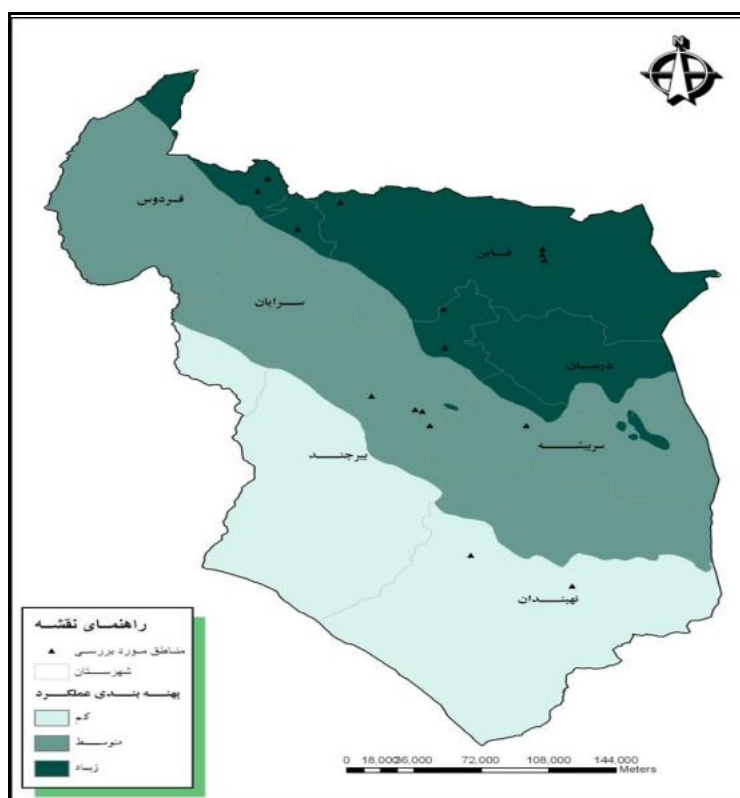 N
فردوس
قاین
سرایان
درمیسان
سربیشه
بیرجند
نهبندان
راهنمای نقشه
مناطق مورد بررسی
شهرستان
پهنه بندی عملکرد
کم
متوسط
زیاد
0 18,000 36,000 72,000 108,000 144,000
Meters